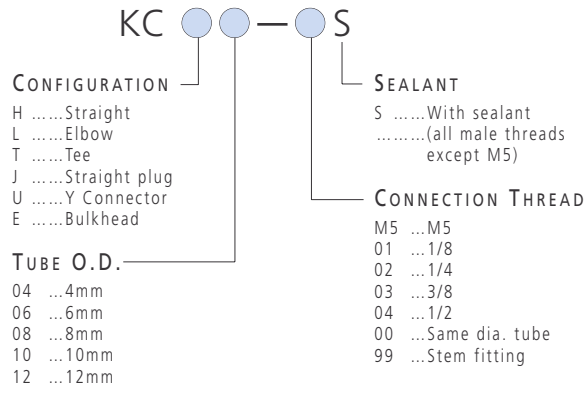 KC — S
CONFIGURATION
H ......Straight
L ......Elbow
T ......Tee
J ......Straight plug
U ......Y Connector
E ......Bulkhead
TUBE O.D.
04 ...4mm
06 ...6mm
08 ...8mm
10 ...10mm
12 ...12mm
SEALANT
S ......With sealant
.........(all male threads
except M5)
CONNECTION THREAD
M5 ...M5
01 ...1/8
02 ...1/4
03 ...3/8
04 ...1/2
00 ...Same dia. tube
99 ...Stem fitting